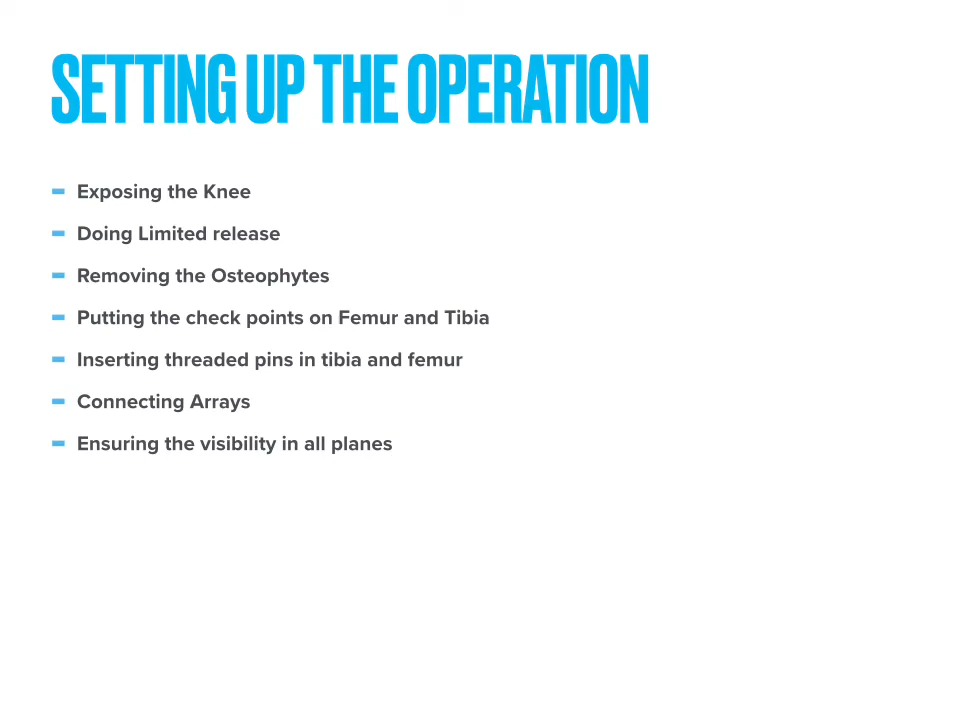 SETTING UP THE OPERATION
- Exposing the Knee
- Doing Limited release
- Removing the Osteophytes
- Putting the check points on Femur and Tibia
- Inserting threaded pins in tibia and femur
- Connecting Arrays
- Ensuring the visibility in all planes